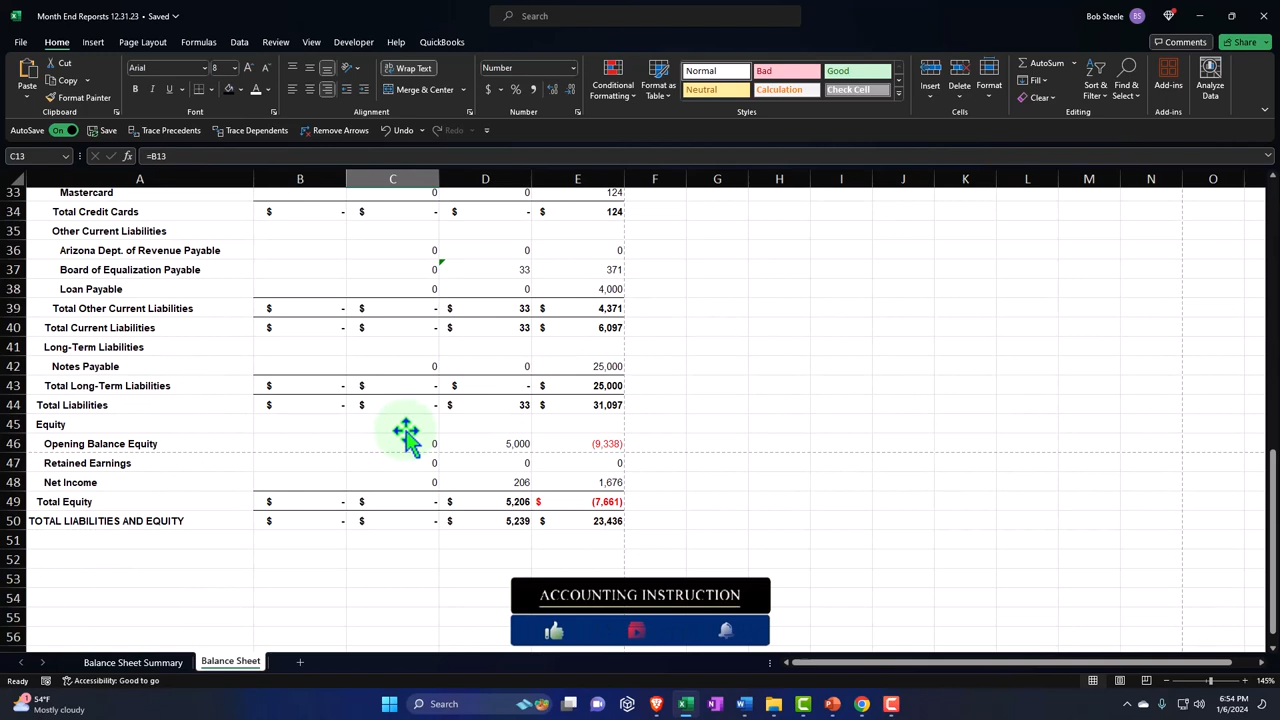 Month End Reporsts 12.31.23 • Saved
Search
Bob Steele BS
File Home Insert Page Layout Formulas Data Review View Developer Help QuickBooks
Comments Share
Paste Cut Copy Format Painter
Clipboard
Arial 8
Font
Wrap Text
Merge & Center
Alignment
Number
Number
Conditional Formatting Format as Table
Normal Bad Good
Neutral Calculation Check Cell
Styles
Insert Delete Format
Cells
AutoSum Fill Clear
Sort & Filter Find & Select
Editing
Add-ins
Add-ins
Analyze Data
AutoSave On Save Trace Precedents Trace Dependents Remove Arrows Undo Redo
C13 fx =B13
A B C D E F G H I J K L M N O
33 Mastercard 0 0 124
34 Total Credit Cards $ - $ - $ - $ 124
35 Other Current Liabilities
36 Arizona Dept. of Revenue Payable 0 0 0
37 Board of Equalization Payable 0 33 371
38 Loan Payable 0 0 4,000
39 Total Other Current Liabilities $ - $ - $ 33 $ 4,371
40 Total Current Liabilities $ - $ - $ 33 $ 6,097
41 Long-Term Liabilities
42 Notes Payable 0 0 25,000
43 Total Long-Term Liabilities $ - $ - $ - $ 25,000
44 Total Liabilities $ - $ - $ 33 $ 31,097
45 Equity
46 Opening Balance Equity 0 5,000 (9,338)
47 Retained Earnings 0 0 0
48 Net Income 0 206 1,676
49 Total Equity $ - $ - $ 5,206 $ (7,661)
50 TOTAL LIABILITIES AND EQUITY $ - $ - $ 5,239 $ 23,436
51
52
53
54
55
56
ACCOUNTING INSTRUCTION
Balance Sheet Summary Balance Sheet
Ready Accessibility: Good to go 145%
1 54°F
Mostly cloudy
Search
6:54 PM
1/6/2024